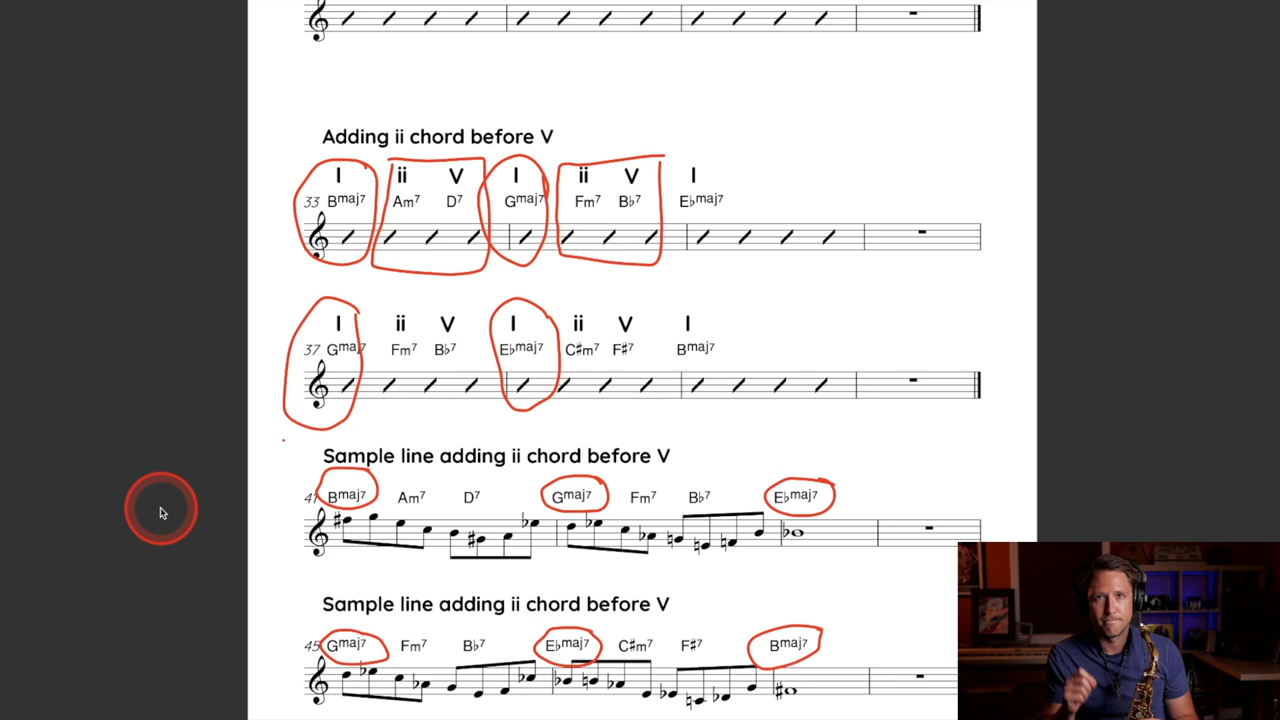 Adding ii chord before V
I ii V I ii V I
33 Bmaj7 Am7 D7 Gmaj7 Fm7 B♭7 E♭maj7
I ii V I ii V I
37 Gmaj7 Fm7 B♭7 E♭maj7 C♯m7 F♯7 Bmaj7
Sample line adding ii chord before V
41 Bmaj7 Am7 D7 Gmaj7 Fm7 B♭7 E♭maj7
Sample line adding ii chord before V
45 Gmaj7 Fm7 B♭7 E♭maj7 C♯m7 F♯7 Bmaj7